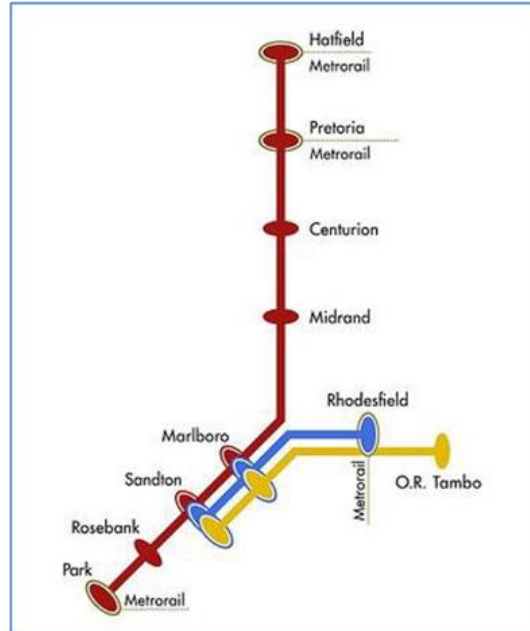 Hatfield
Metrorail
Pretoria
Metrorail
Centurion
Midrand
Rhodesfield
Marlboro
Metrorail
O.R. Tambo
Sandton
Rosebank
Park
Metrorail